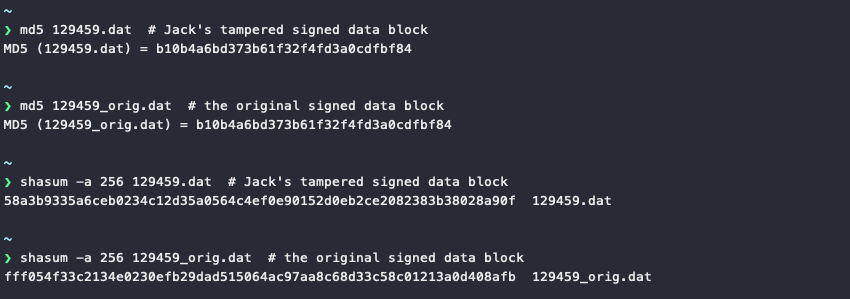 ~
❯ md5 129459.dat  # Jack's tampered signed data block
MD5 (129459.dat) = b10b4a6bd373b61f32f4fd3a0cdfbf84
~
❯ md5 129459_orig.dat  # the original signed data block
MD5 (129459_orig.dat) = b10b4a6bd373b61f32f4fd3a0cdfbf84
~
❯ shasum -a 256 129459.dat  # Jack's tampered signed data block
58a3b9335a6ceb0234c12d35a0564c4ef0e90152d0eb2ce2082383b38028a90f  129459.dat
~
❯ shasum -a 256 129459_orig.dat  # the original signed data block
fff054f33c2134e0230efb29dad515064ac97aa8c68d33c58c01213a0d408afb  129459_orig.dat